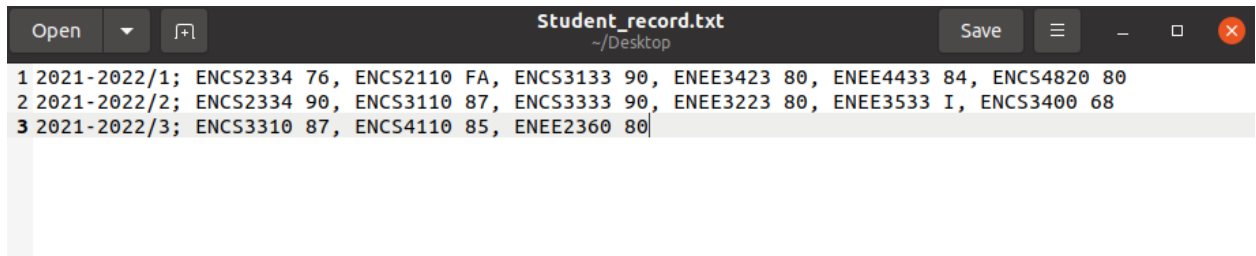 Open
Student_record.txt
~/Desktop
Save
1 2021-2022/1; ENCS2334 76, ENCS2110 FA, ENCS3133 90, ENEE3423 80, ENEE4433 84, ENCS4820 80
2 2021-2022/2; ENCS2334 90, ENCS3110 87, ENCS3333 90, ENEE3223 80, ENEE3533 I, ENCS3400 68
3 2021-2022/3; ENCS3310 87, ENCS4110 85, ENEE2360 80